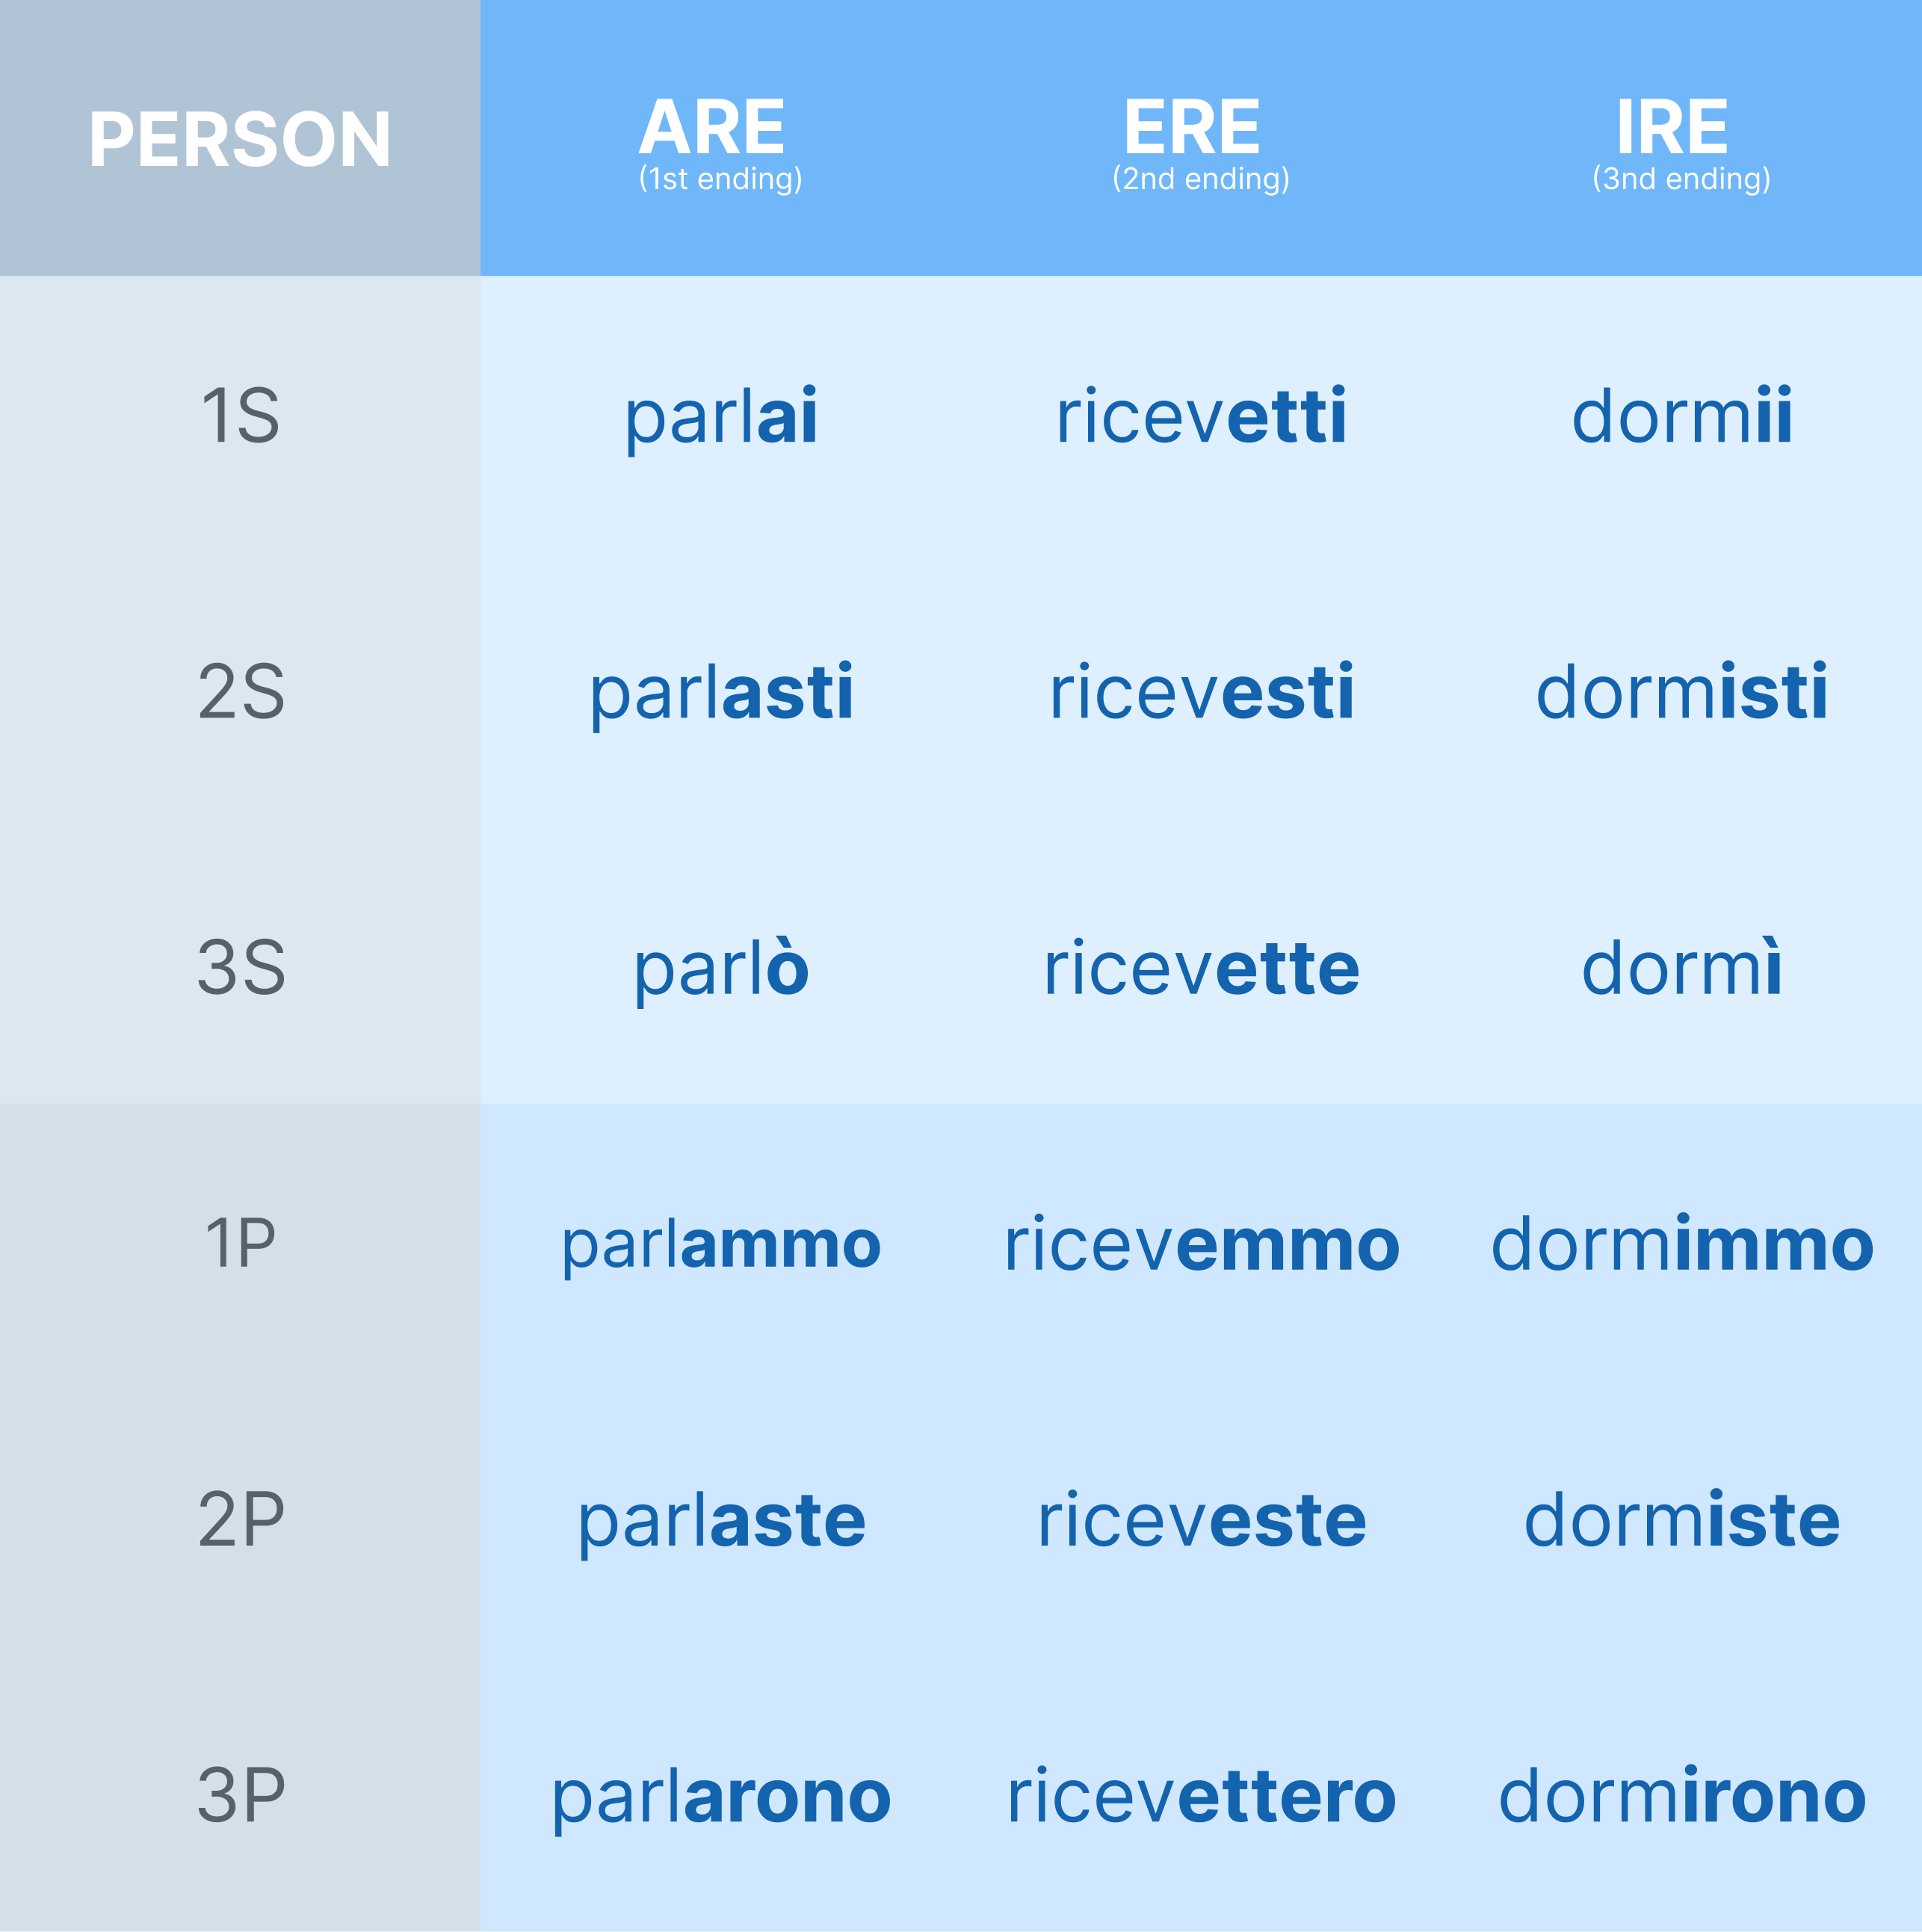 PERSON ARE ERE IRE
(1st ending) (2nd ending) (3nd ending)
1S parlai ricevetti dormii
2S parlasti ricevesti dormisti
3S parlò ricevette dormì
1P parlammo ricevemmo dormimmo
2P parlaste riceveste dormiste
3P parlarono ricevettero dormirono